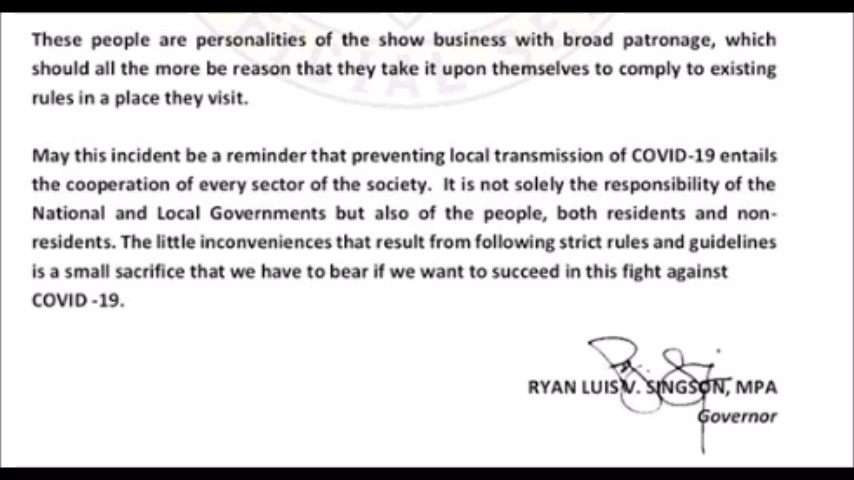 These people are personalities of the show business with broad patronage, which
should all the more be reason that they take it upon themselves to comply to existing
rules in a place they visit.
May this incident be a reminder that preventing local transmission of COVID-19 entails
the cooperation of every sector of the society. It is not solely the responsibility of the
National and Local Governments but also of the people, both residents and non-
residents. The little inconveniences that result from following strict rules and guidelines
is a small sacrifice that we have to bear if we want to succeed in this fight against
COVID -19.
RYAN LUIS V. SINGSON, MPA
Governor